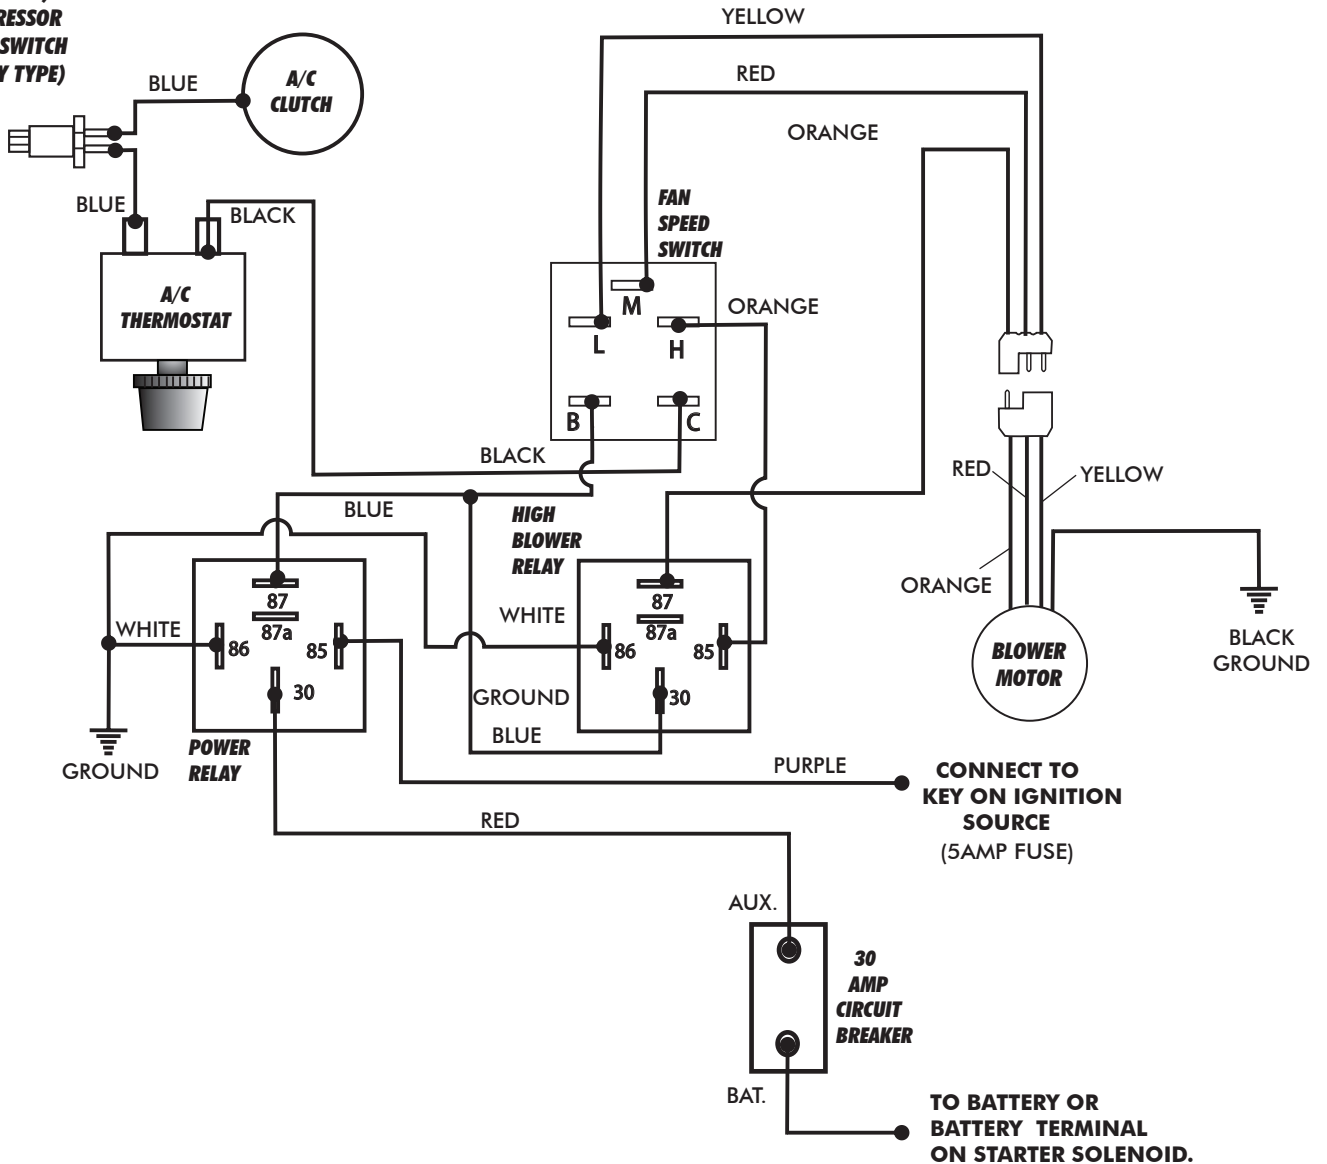 SWITCH
TYPE)
BLUE
A/C
CLUTCH
BLUE
BLACK
A/C
THERMOSTAT
YELLOW
RED
ORANGE
FAN
SPEED
SWITCH
M
ORANGE
L
H
B
C
BLACK
BLUE
HIGH
BLOWER
RELAY
RED
YELLOW
ORANGE
BLOWER
MOTOR
BLACK
GROUND
WHITE
87
87a
86
85
30
POWER
RELAY
GROUND
WHITE
87
87a
86
85
30
GROUND
BLUE
PURPLE
CONNECT TO
KEY ON IGNITION
SOURCE
(5AMP FUSE)
RED
AUX.
30
AMP
CIRCUIT
BREAKER
BAT.
TO BATTERY OR
BATTERY TERMINAL
ON STARTER SOLENOID.